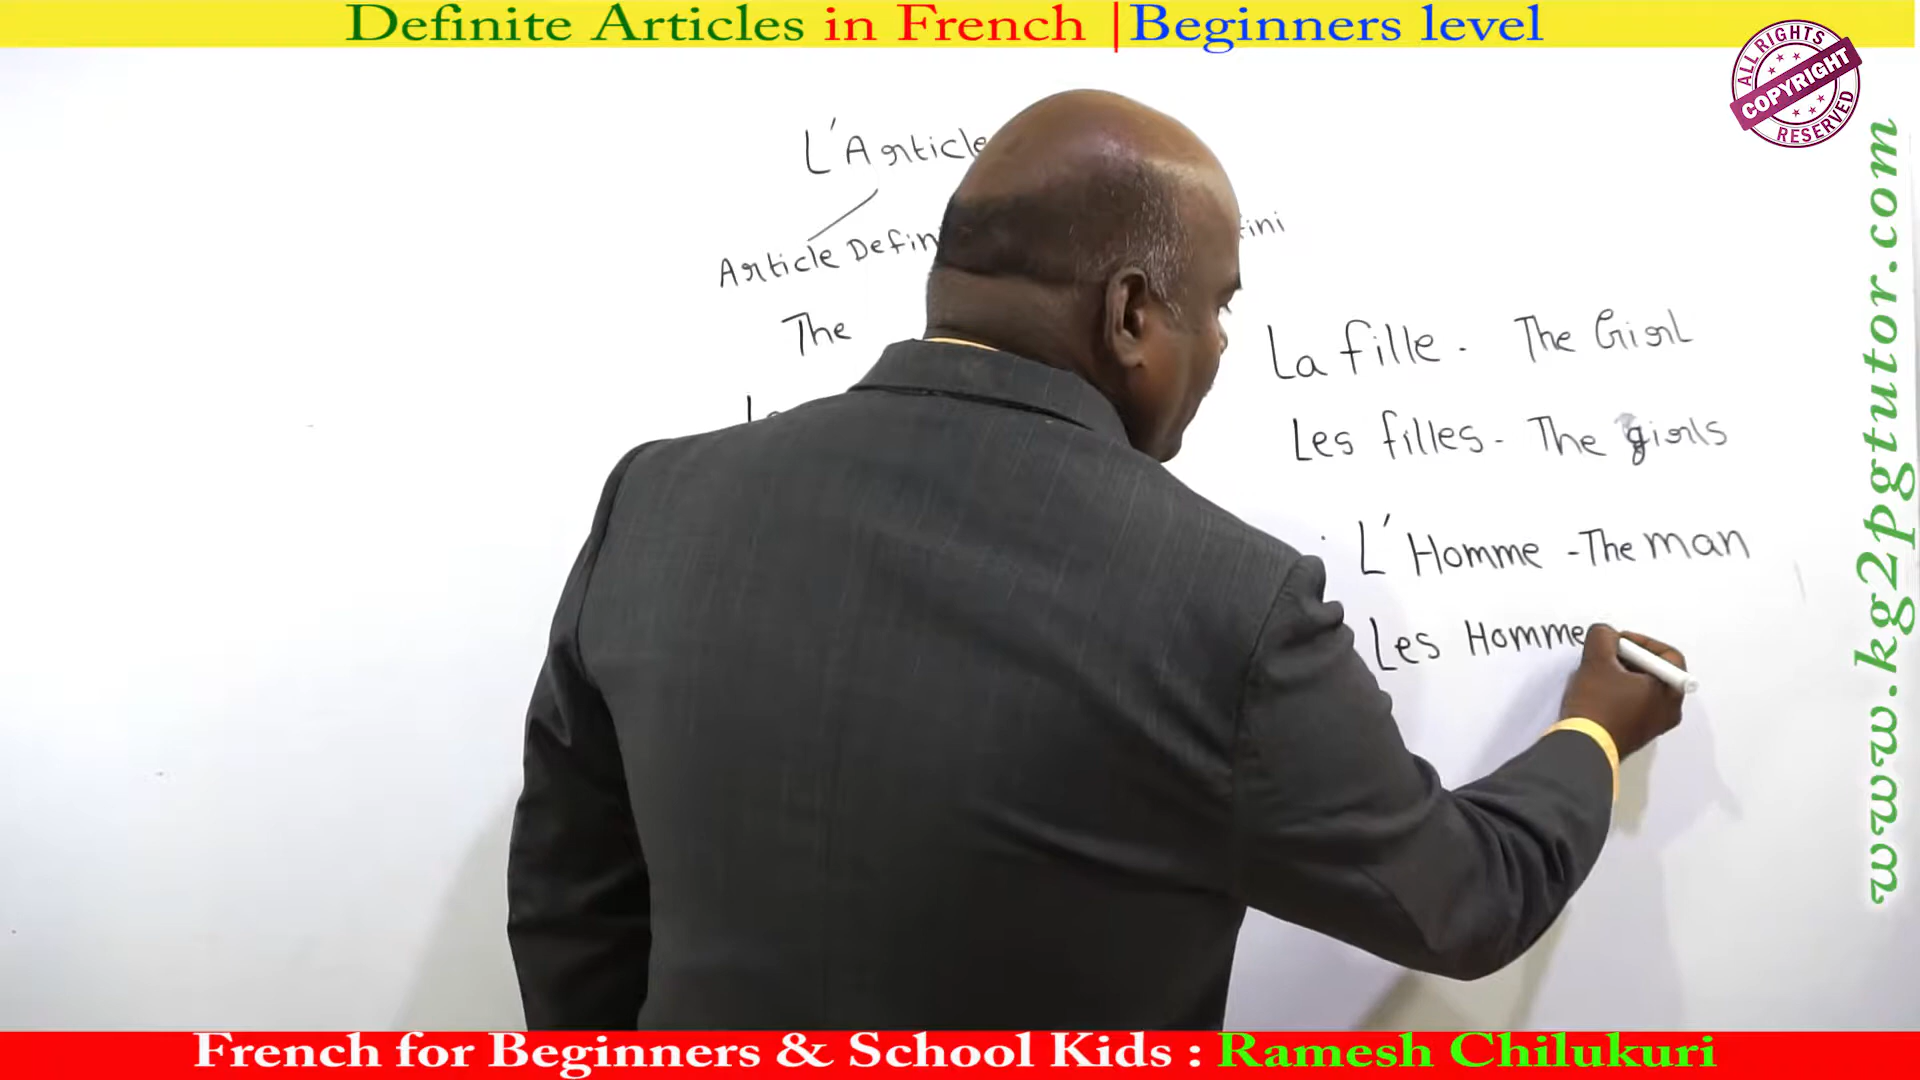 Definite Articles in French |Beginners level
ALL RIGHTS
COPYRIGHT
RESERVED
www.kg2pgtutor.com
L'Article
Article Defin
fini
The
La fille - The Girl
Les filles - The girls
L'Homme - The man
Les Homme
French for Beginners & School Kids : Ramesh Chilukuri